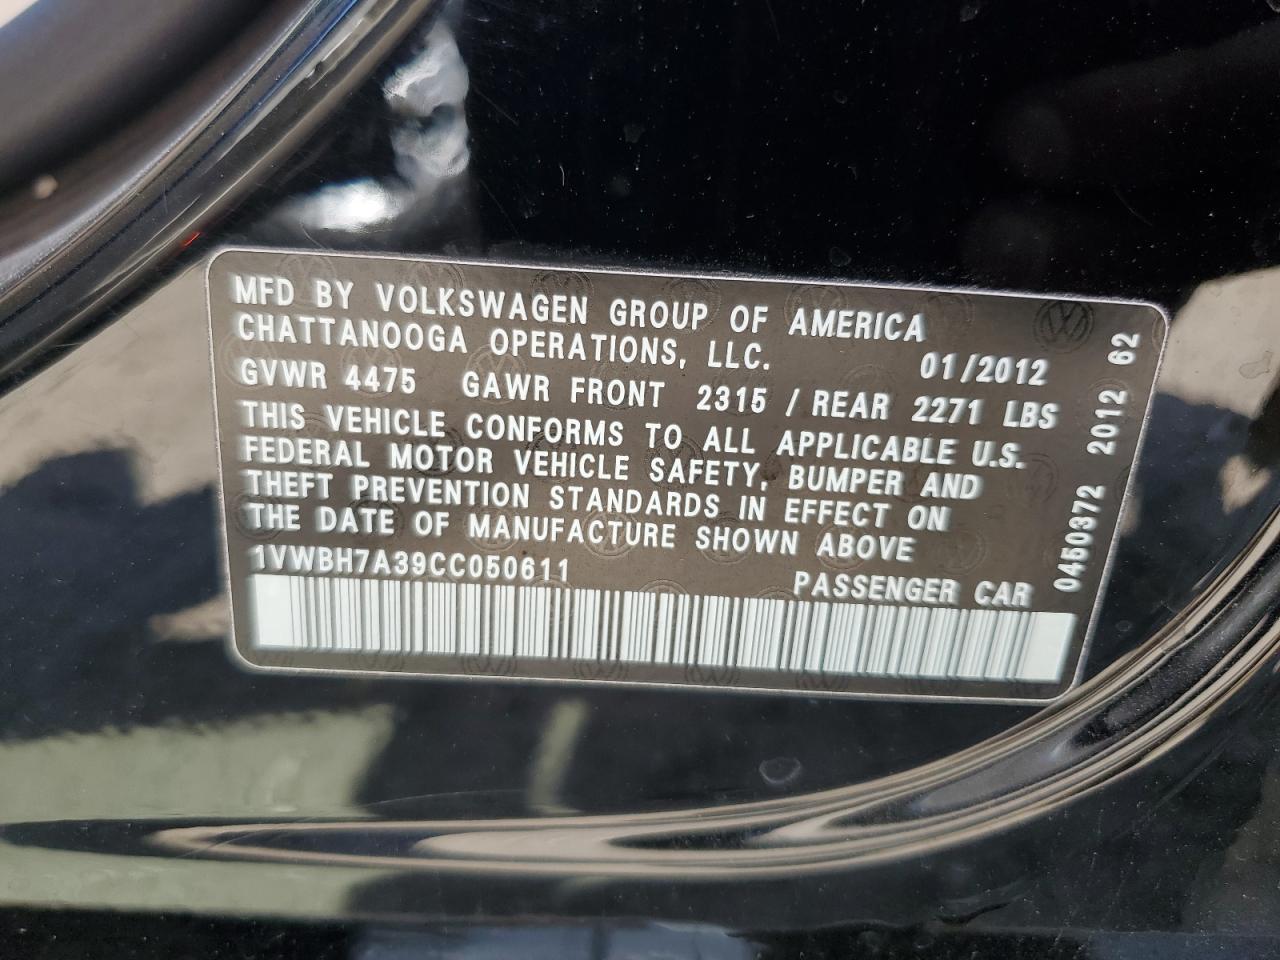 MFD BY VOLKSWAGEN GROUP OF AMERICA
CHATTANOOGA OPERATIONS, LLC. 01/2012
GVWR 4475 GAWR FRONT 2315 / REAR 2271 LBS
THIS VEHICLE CONFORMS TO ALL APPLICABLE U.S.
FEDERAL MOTOR VEHICLE SAFETY, BUMPER AND
THEFT PREVENTION STANDARDS IN EFFECT ON
THE DATE OF MANUFACTURE SHOWN ABOVE
1VWBH7A39CC050611 PASSENGER CAR
0450372 2012 62